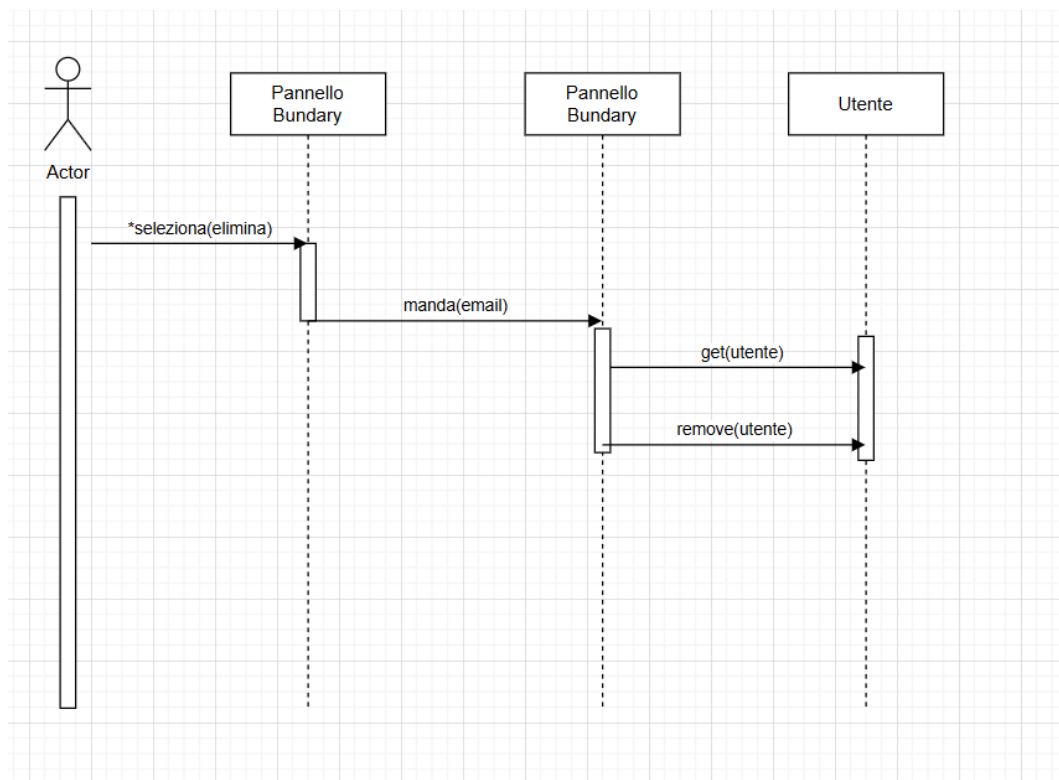 Pannello
Bundary
Pannello
Bundary
Utente
Actor
*seleziona(elimina)
manda(email)
get(utente)
remove(utente)